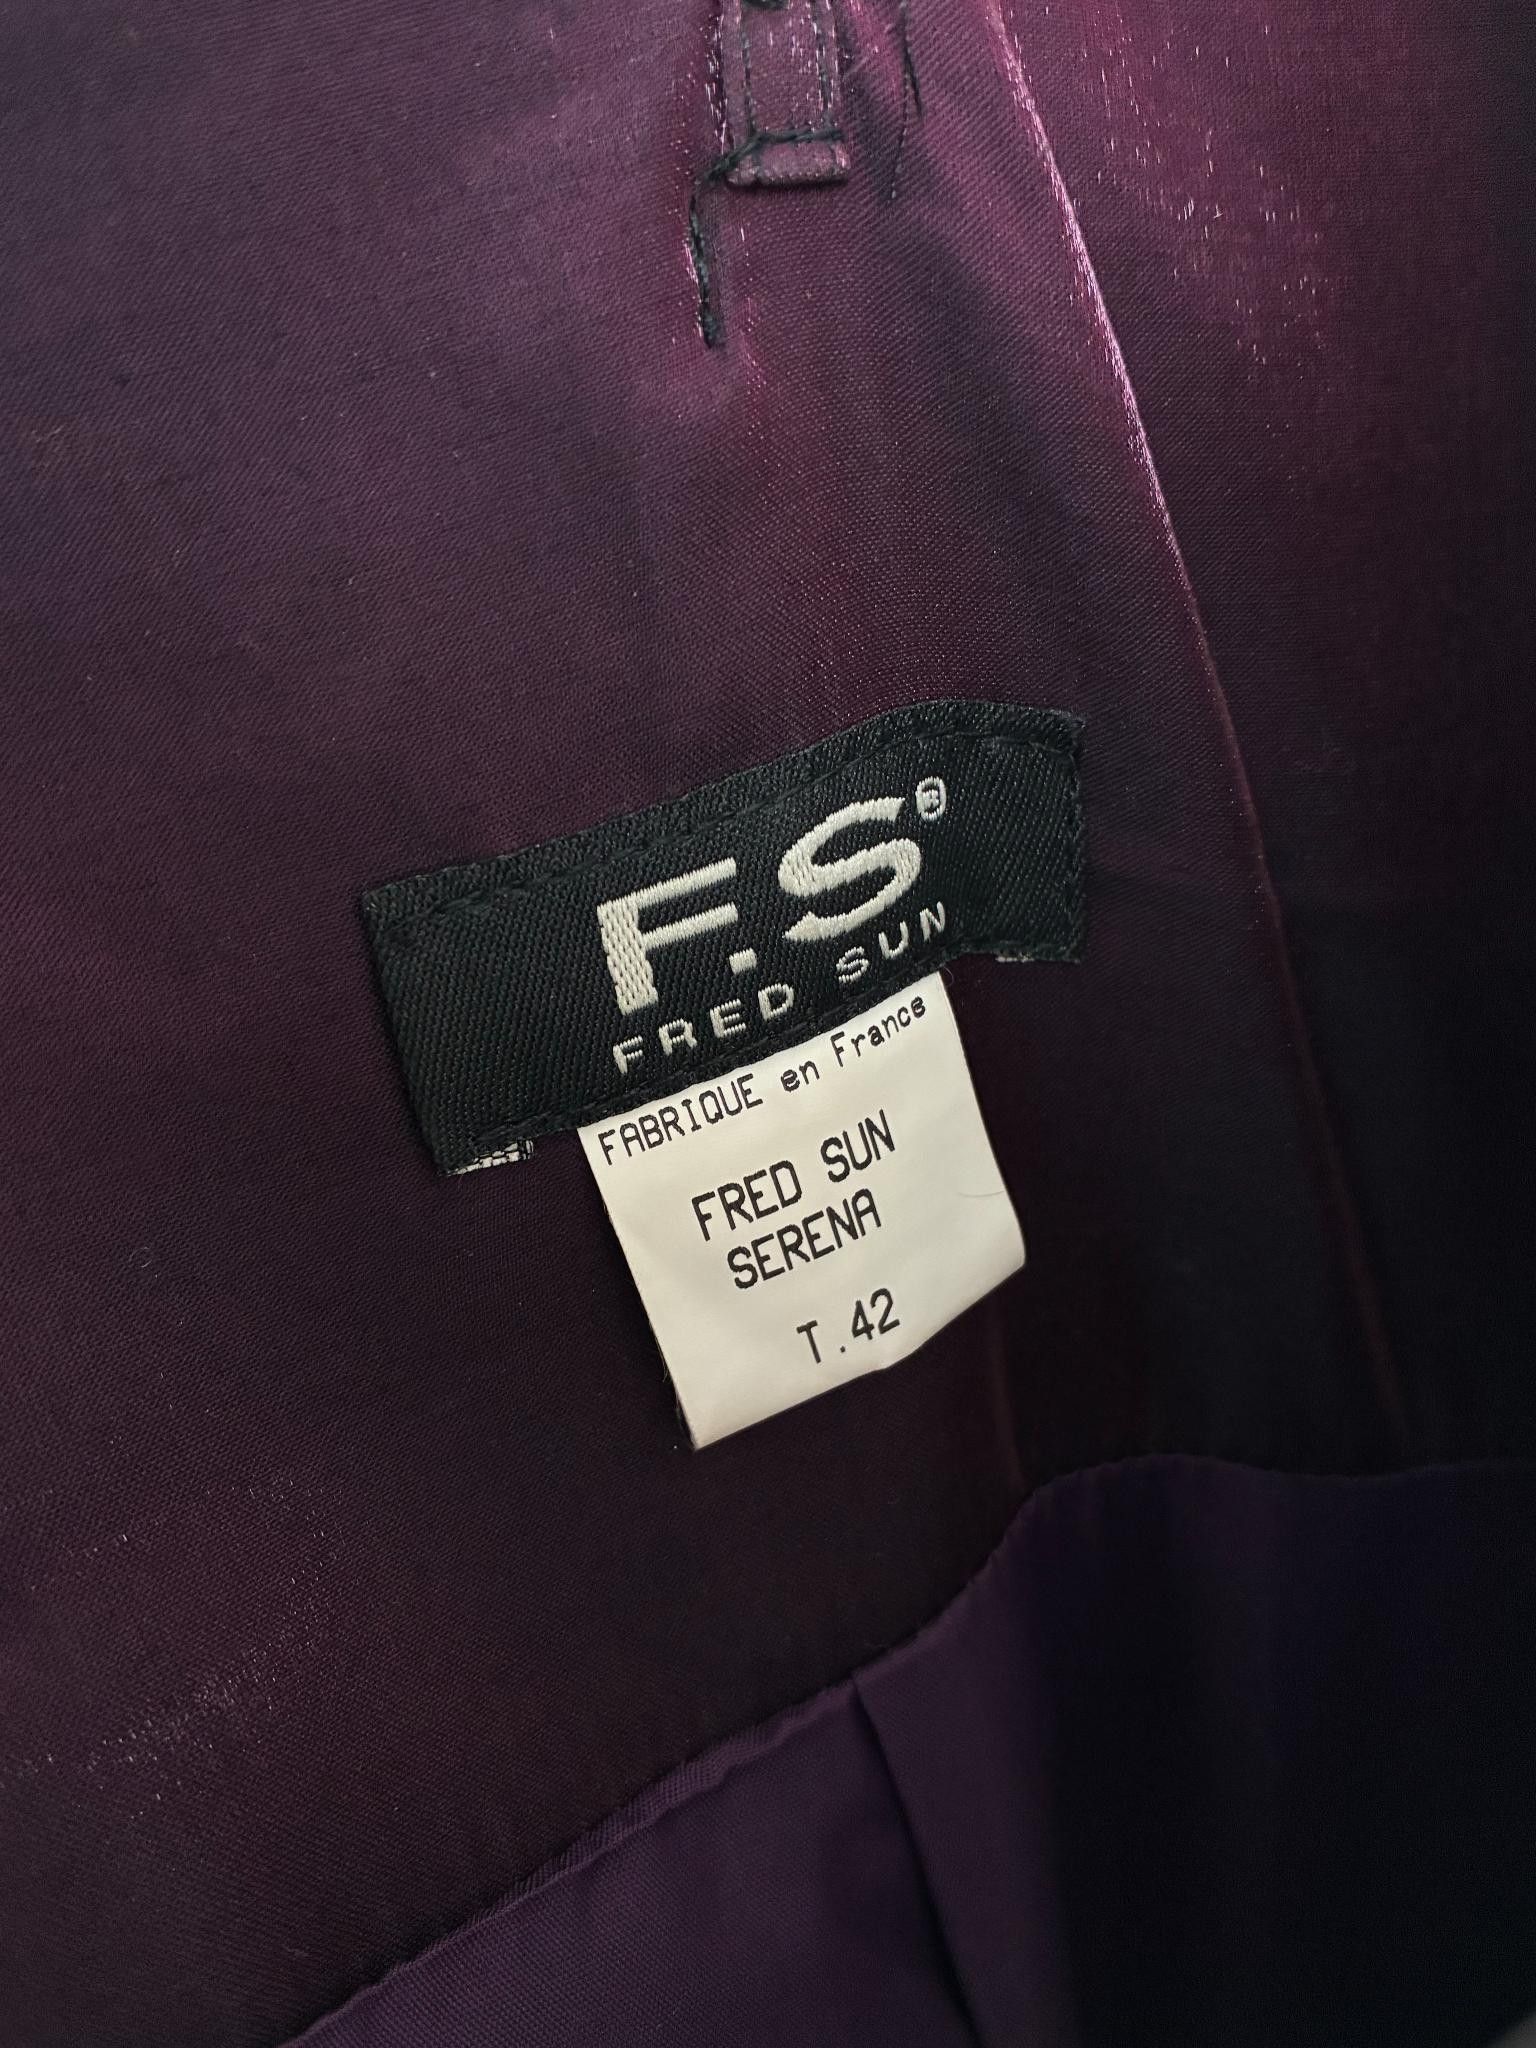 F.S®
FRED SUN
FABRIQUE en France
FRED SUN
SERENA
T.42